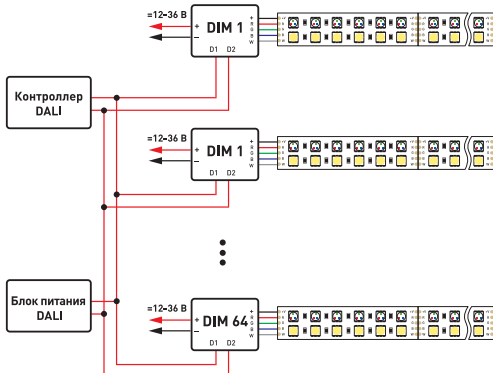 =12-36 В
DIM 1
+
–
D1 D2
+
R
G
B
W
Контроллер
DALI
=12-36 В
DIM 1
+
–
D1 D2
+
R
G
B
W
Блок питания
DALI
=12-36 В
DIM 64
+
–
D1 D2
+
R
G
B
W